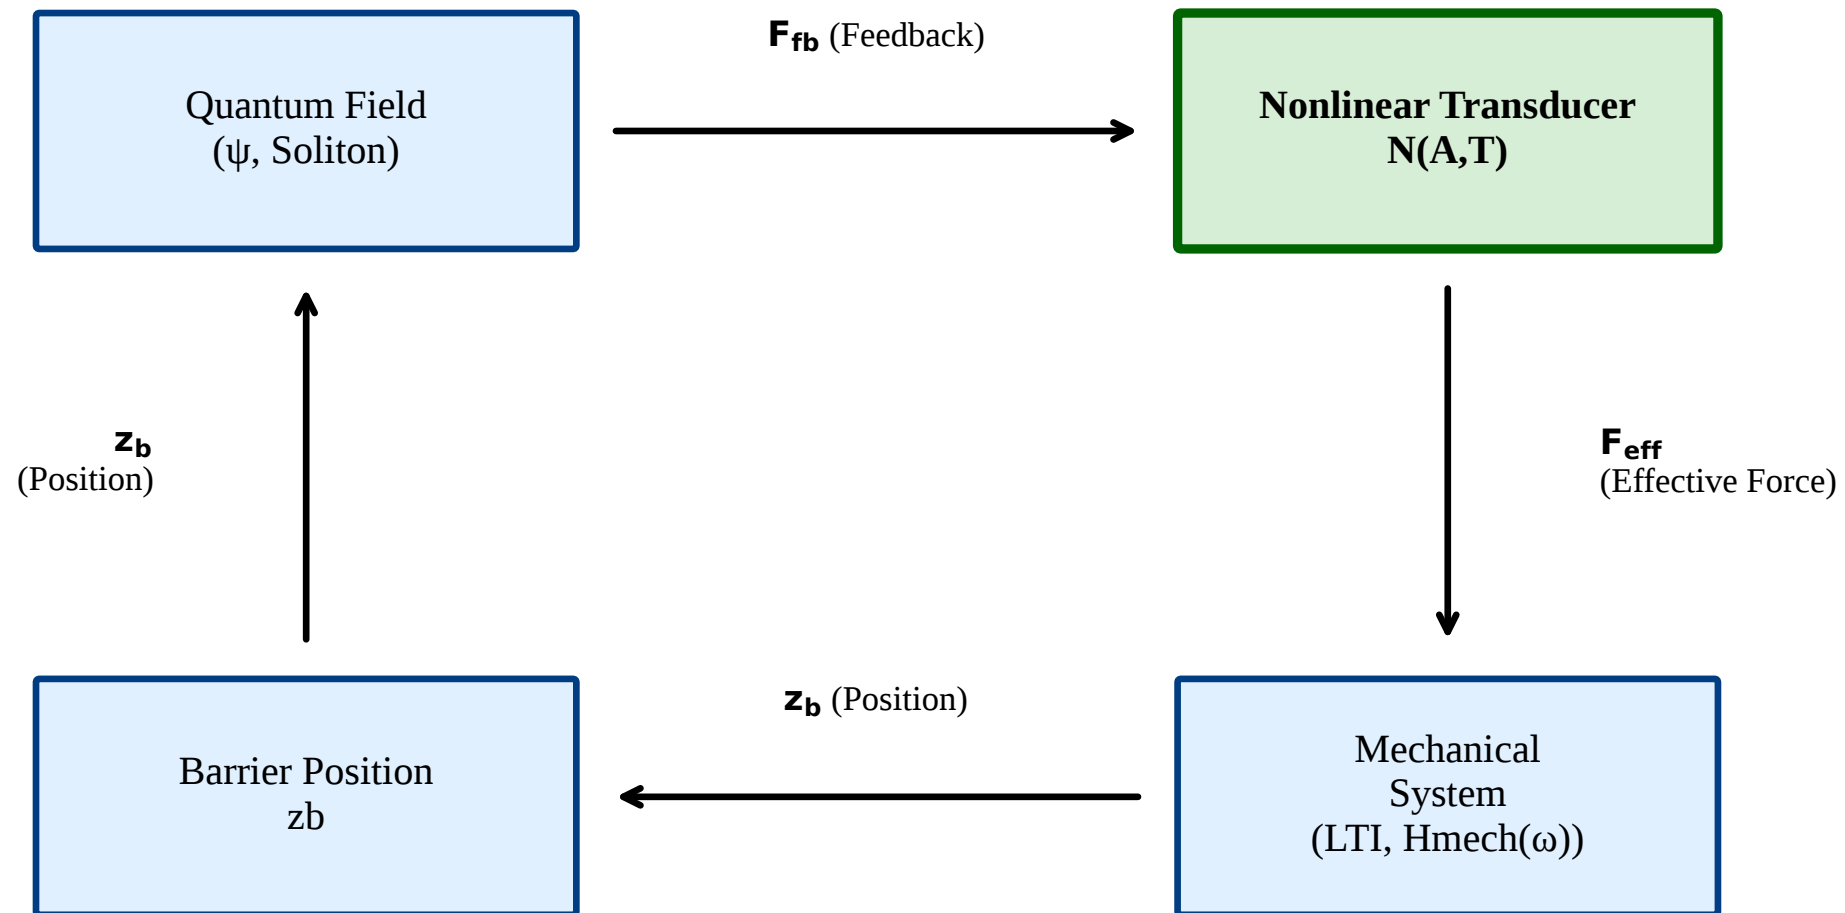 Quantum Field
(ψ, Soliton)
F_fb (Feedback)
Nonlinear Transducer
N(A,T)
z_b
(Position)
F_eff
(Effective Force)
Barrier Position
zb
z_b (Position)
Mechanical
System
(LTI, Hmech(ω))